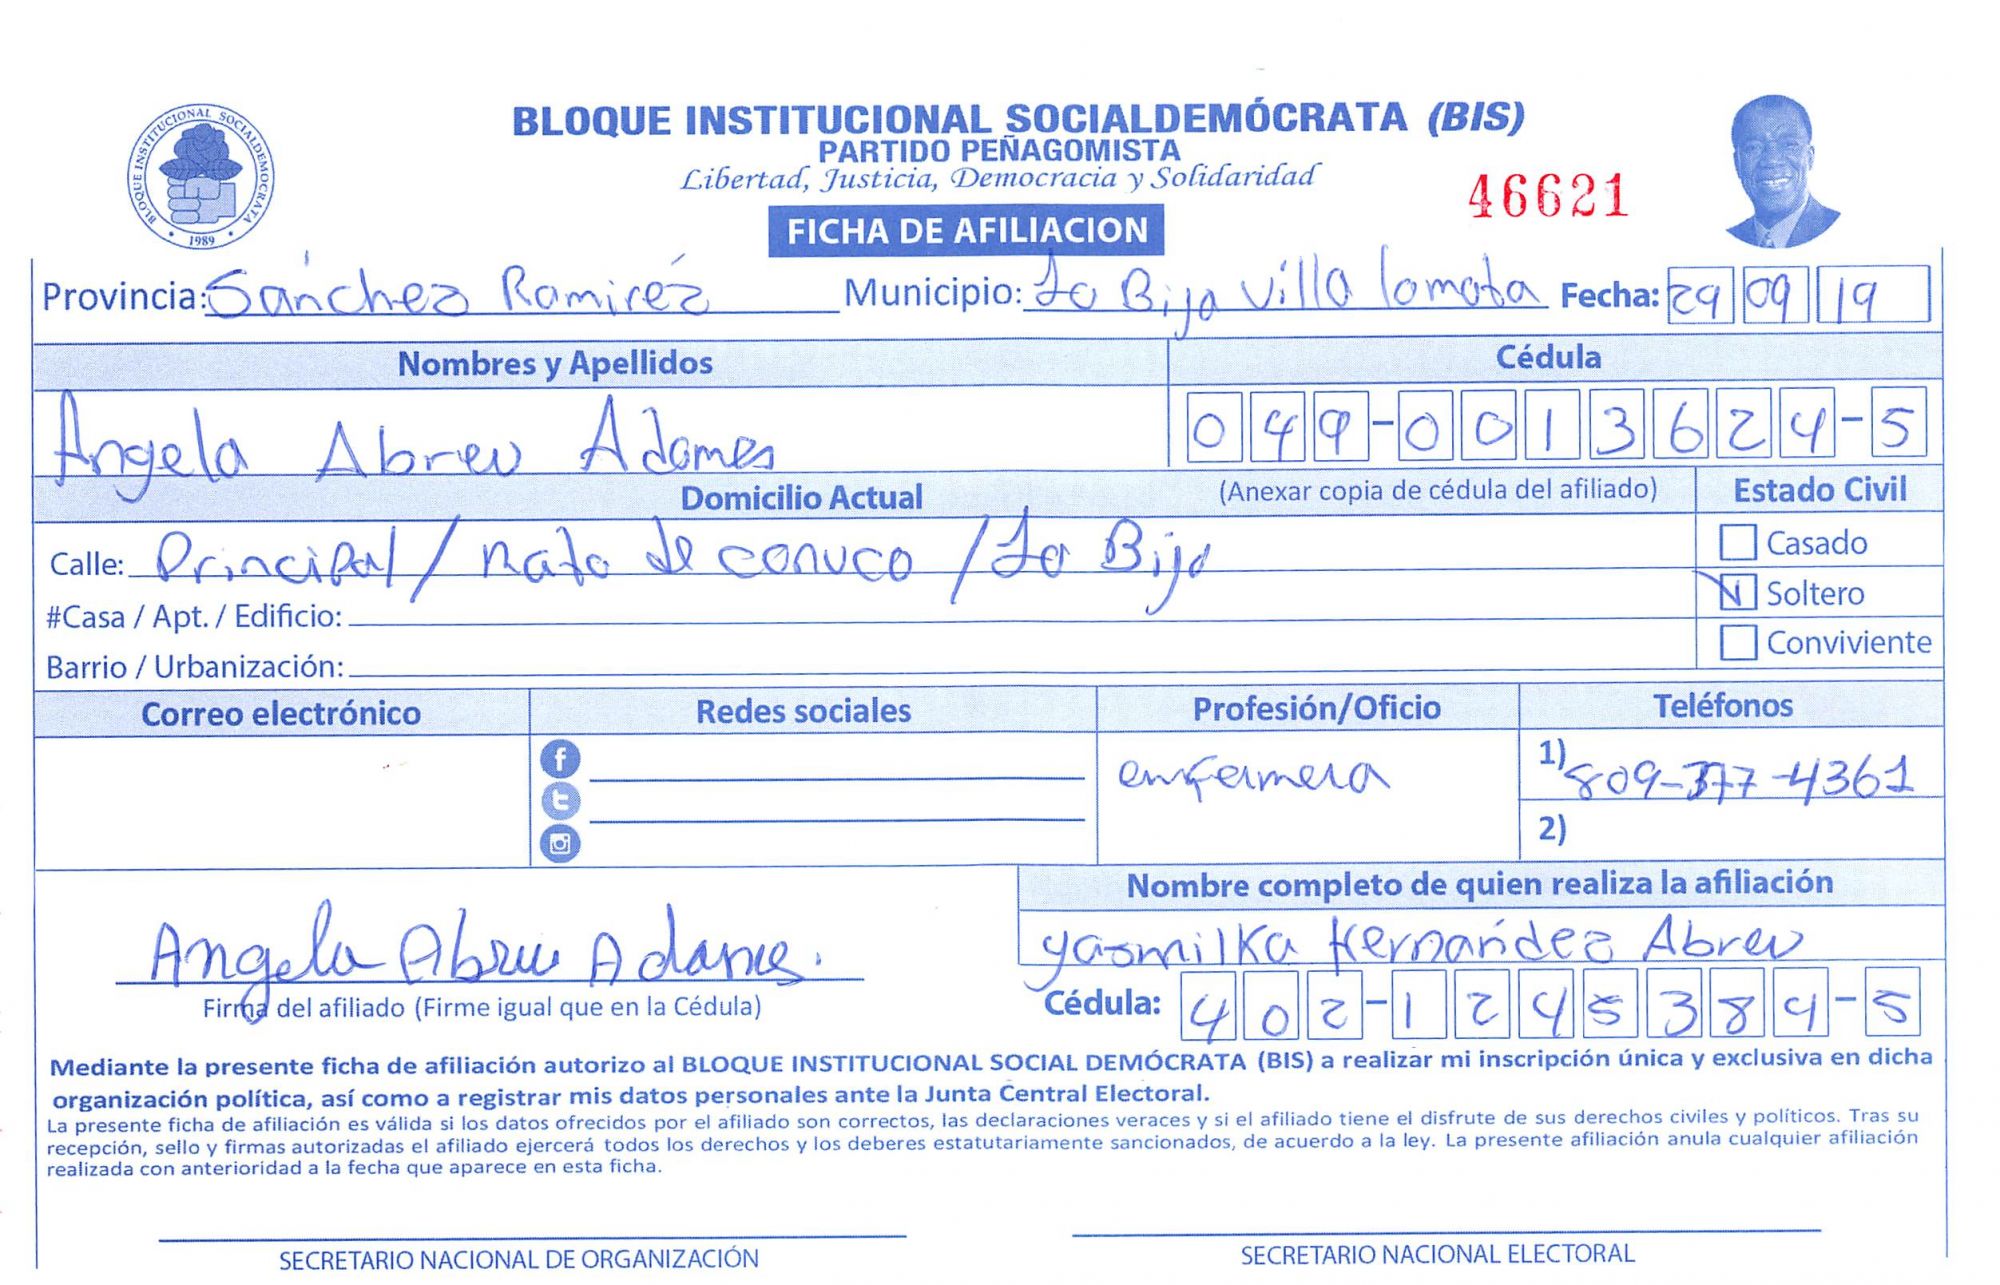 BLOQUE INSTITUCIONAL SOCIALDEMÓCRATA (BIS)
PARTIDO PEÑAGOMISTA
Libertad, Justicia, Democracia y Solidaridad
46621
BLOQUE INSTITUCIONAL SOCIALDEMOCRATA
1989
FICHA DE AFILIACION
Provincia: Sánchez Ramiréz Municipio: La Bija Villa la mata Fecha: 29 09 19
Nombres y Apellidos Cédula
Angela Abreu Adames 049-0013624-5
Domicilio Actual (Anexar copia de cédula del afiliado) Estado Civil
Calle: Principal / Rato de conuco / La Bija Casado
#Casa / Apt. / Edificio: Soltero
Barrio / Urbanización: Conviviente
Correo electrónico Redes sociales Profesión/Oficio Teléfonos
enfermera 1) 809-377-4361
2)
Nombre completo de quien realiza la afiliación
Angela Abreu Adames. Yasmilka Hernández Abreu
Firma del afiliado (Firme igual que en la Cédula) Cédula: 402-1245384-5
Mediante la presente ficha de afiliación autorizo al BLOQUE INSTITUCIONAL SOCIAL DEMÓCRATA (BIS) a realizar mi inscripción única y exclusiva en dicha
organización política, así como a registrar mis datos personales ante la Junta Central Electoral.
La presente ficha de afiliación es válida si los datos ofrecidos por el afiliado son correctos, las declaraciones veraces y si el afiliado tiene el disfrute de sus derechos civiles y políticos. Tras su
recepción, sello y firmas autorizadas el afiliado ejercerá todos los derechos y los deberes estatutariamente sancionados, de acuerdo a la ley. La presente afiliación anula cualquier afiliación
realizada con anterioridad a la fecha que aparece en esta ficha.
SECRETARIO NACIONAL DE ORGANIZACIÓN SECRETARIO NACIONAL ELECTORAL